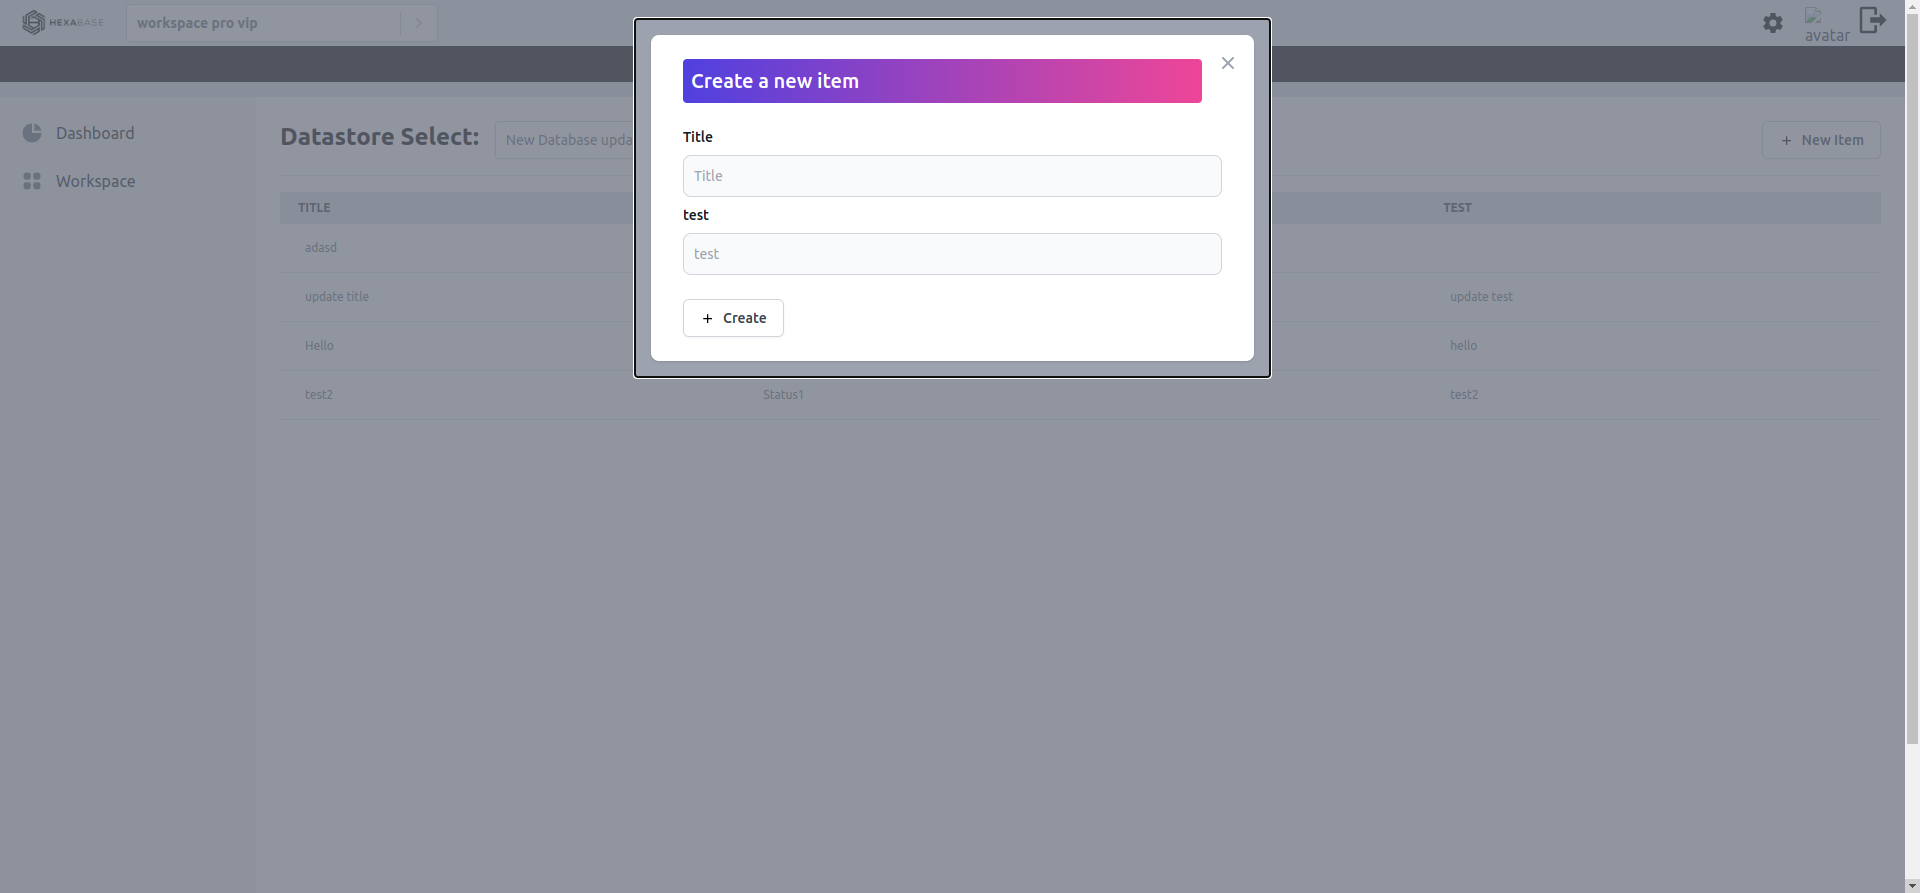 HEXABASE
workspace pro vip
avatar
Create a new item
Title
Title
test
test
+ Create
Dashboard
Workspace
Datastore Select:
New Database upda
+ New Item
TITLE
TEST
adasd
update title
update test
Hello
hello
test2
Status1
test2